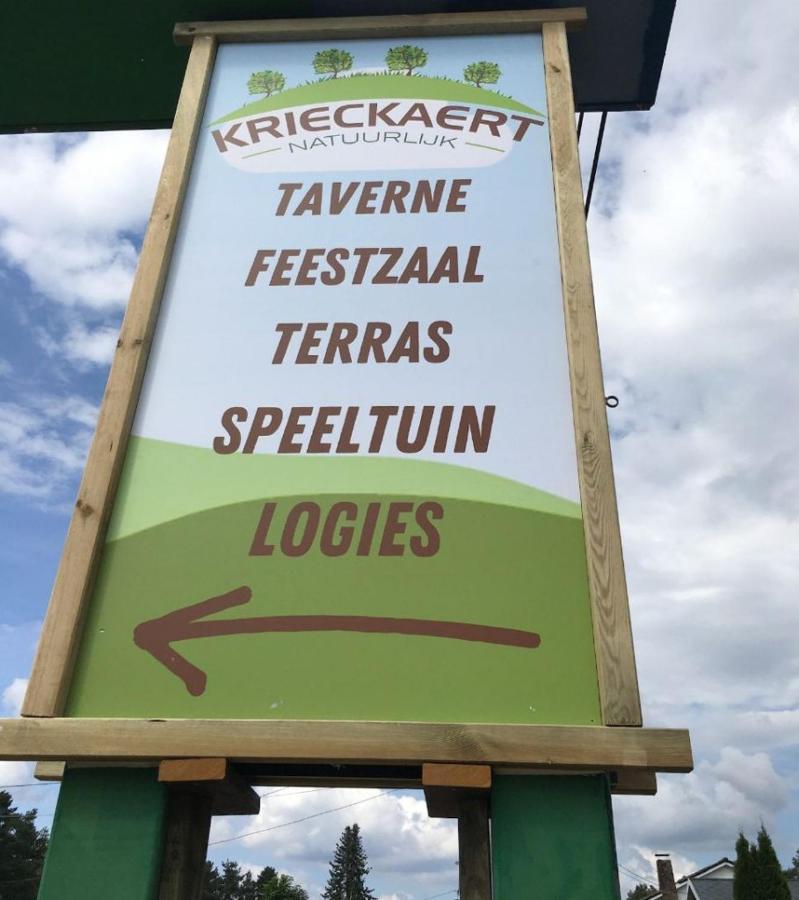 KRIECKAERT
NATUURLIJK
TAVERNE
FEESTZAAL
TERRAS
SPEELTUIN
LOGIES